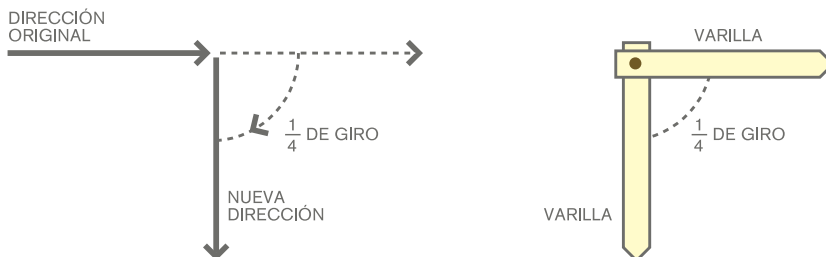 DIRECCIÓN
ORIGINAL
1/4 DE GIRO
NUEVA
DIRECCIÓN
VARILLA
1/4 DE GIRO
VARILLA